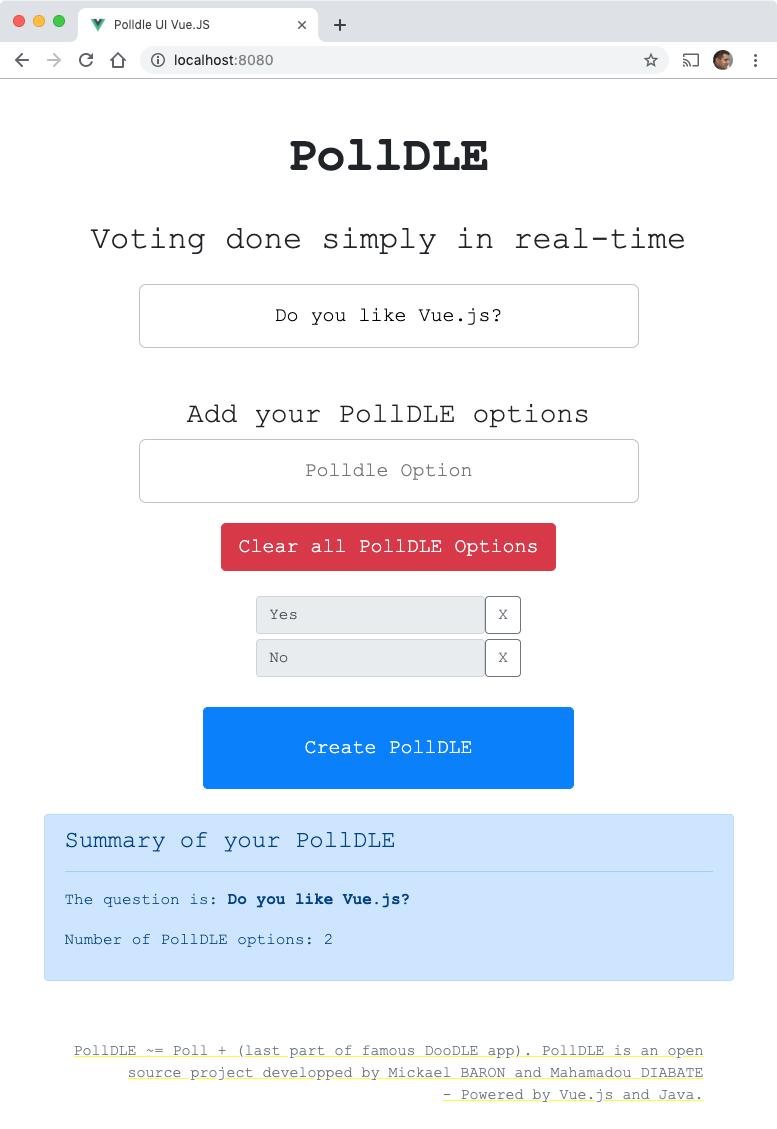 Polldle UI Vue.JS
localhost:8080
PollDLE
Voting done simply in real-time
Do you like Vue.js?
Add your PollDLE options
Polldle Option
Clear all PollDLE Options
Yes X
No X
Create PollDLE
Summary of your PollDLE
The question is: Do you like Vue.js?
Number of PollDLE options: 2
PollDLE ~= Poll + (last part of famous DooDLE app). PollDLE is an open
source project developped by Mickael BARON and Mahamadou DIABATE
- Powered by Vue.js and Java.